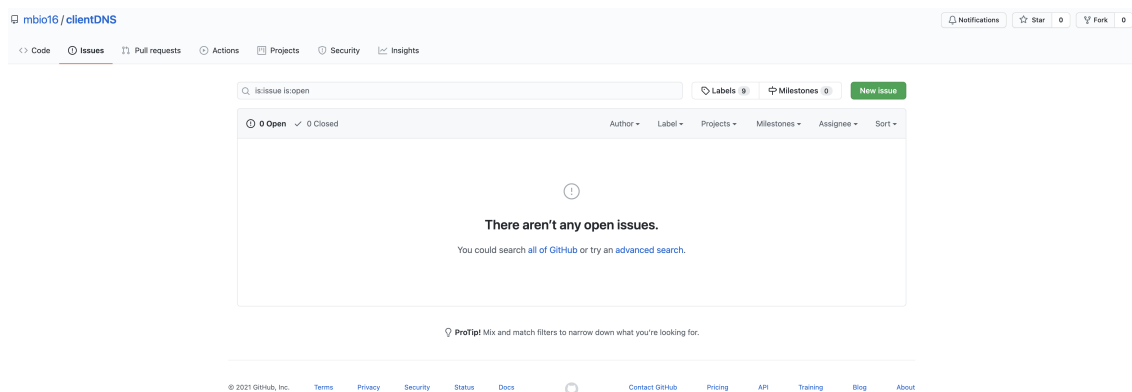 mbio16 / clientDNS
Notifications Star 0 Fork 0
Code Issues Pull requests Actions Projects Security Insights
is:issue is:open
Labels 9 Milestones 0 New issue
0 Open 0 Closed Author Label Projects Milestones Assignee Sort
There aren't any open issues.
You could search all of GitHub or try an advanced search.
ProTip! Mix and match filters to narrow down what you're looking for.
© 2021 GitHub, Inc. Terms Privacy Security Status Docs Contact GitHub Pricing API Training Blog About